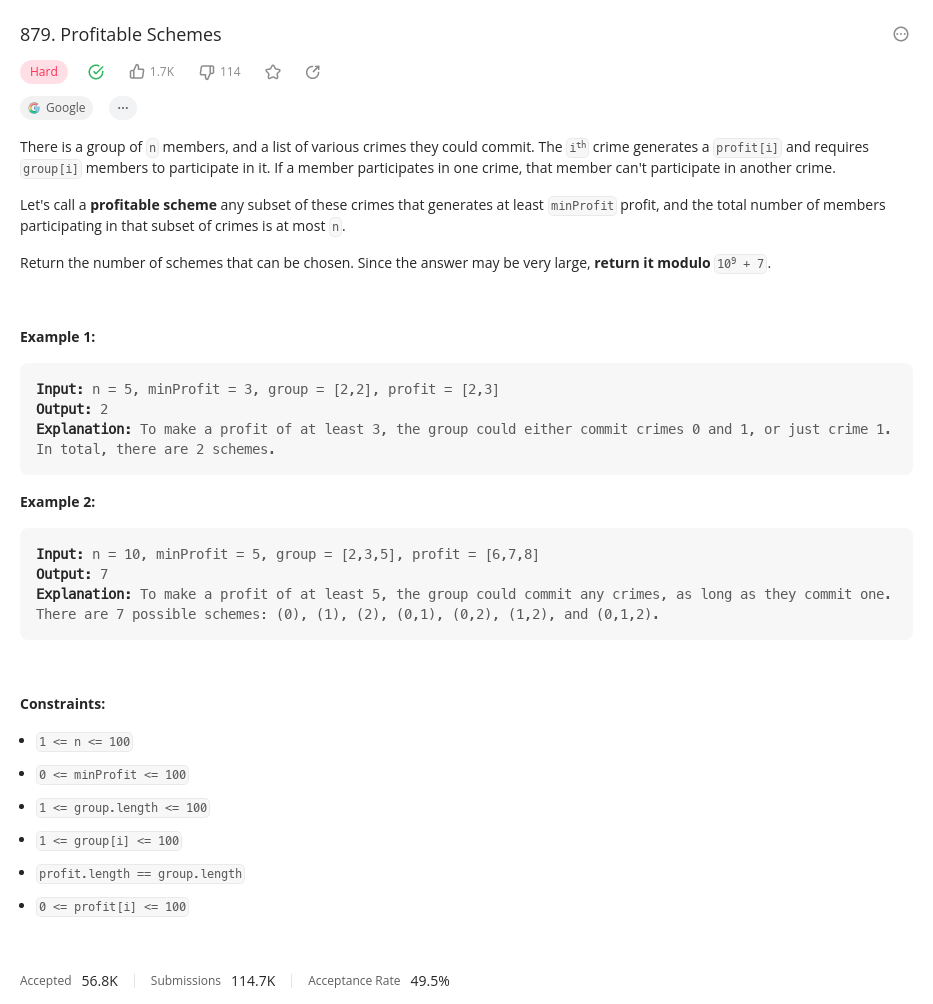 879. Profitable Schemes
Hard 1.7K 114
Google ...
There is a group of n members, and a list of various crimes they could commit. The iᵗʰ crime generates a profit[i] and requires
group[i] members to participate in it. If a member participates in one crime, that member can't participate in another crime.
Let's call a profitable scheme any subset of these crimes that generates at least minProfit profit, and the total number of members
participating in that subset of crimes is at most n.
Return the number of schemes that can be chosen. Since the answer may be very large, return it modulo 10⁹ + 7.
Example 1:
Input: n = 5, minProfit = 3, group = [2,2], profit = [2,3]
Output: 2
Explanation: To make a profit of at least 3, the group could either commit crimes 0 and 1, or just crime 1.
In total, there are 2 schemes.
Example 2:
Input: n = 10, minProfit = 5, group = [2,3,5], profit = [6,7,8]
Output: 7
Explanation: To make a profit of at least 5, the group could commit any crimes, as long as they commit one.
There are 7 possible schemes: (0), (1), (2), (0,1), (0,2), (1,2), and (0,1,2).
Constraints:
• 1 <= n <= 100
• 0 <= minProfit <= 100
• 1 <= group.length <= 100
• 1 <= group[i] <= 100
• profit.length == group.length
• 0 <= profit[i] <= 100
Accepted 56.8K Submissions 114.7K Acceptance Rate 49.5%